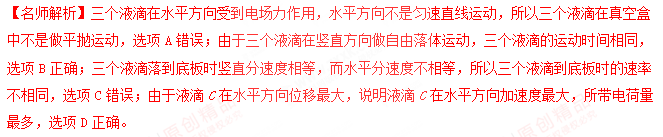 【名师解析】三个液滴在水平方向受到电场力作用，水平方向不是匀速直线运动，所以三个液滴在真空盒
中不是做平抛运动，选项 A 错误；由于三个液滴在竖直方向做自由落体运动，三个液滴的运动时间相同，
选项 B 正确；三个液滴落到底板时竖直分速度相等，而水平分速度不相等，所以三个液滴到底板时的速率
不相同，选项 C 错误；由于液滴 C 在水平方向位移最大，说明液滴 C 在水平方向加速度最大，所带电荷量
最多，选项 D 正确。